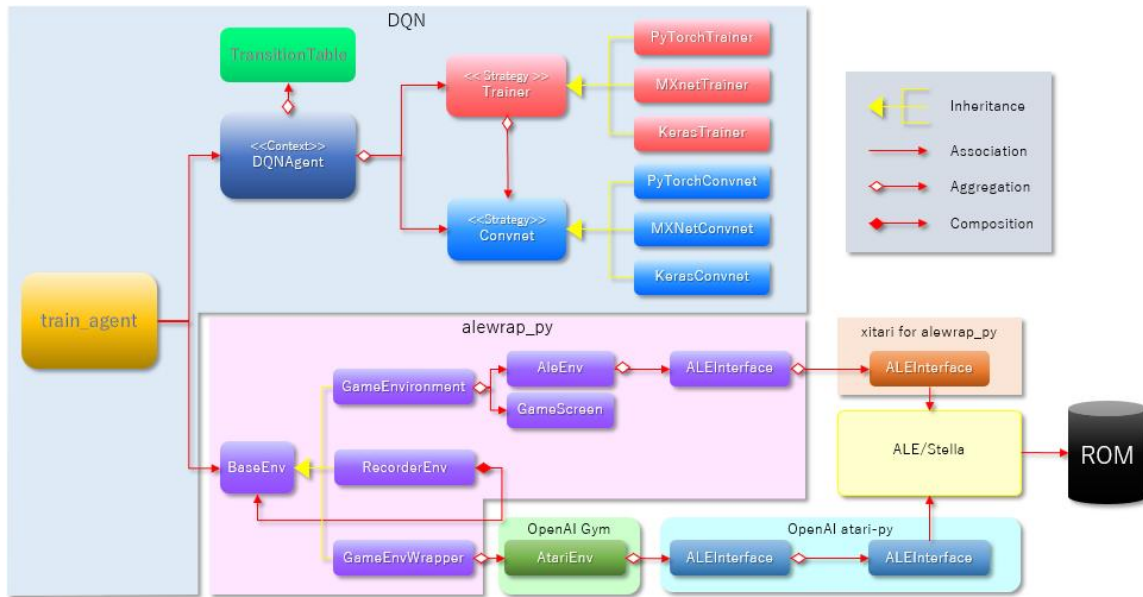 DQN
TransitionTable
<<Context>>
DQNAgent
<< Strategy >>
Trainer
<<Strategy>>
Convnet
PyTorchTrainer
MXnetTrainer
KerasTrainer
PyTorchConvnet
MXNetConvnet
KerasConvnet
Inheritance
Association
Aggregation
Composition
train_agent
alewrap_py
GameEnvironment
AleEnv
ALEInterface
GameScreen
BaseEnv
RecorderEnv
GameEnvWrapper
xitari for alewrap_py
ALEInterface
ALE/Stella
ROM
OpenAI Gym
AtariEnv
OpenAI atari-py
ALEInterface
ALEInterface